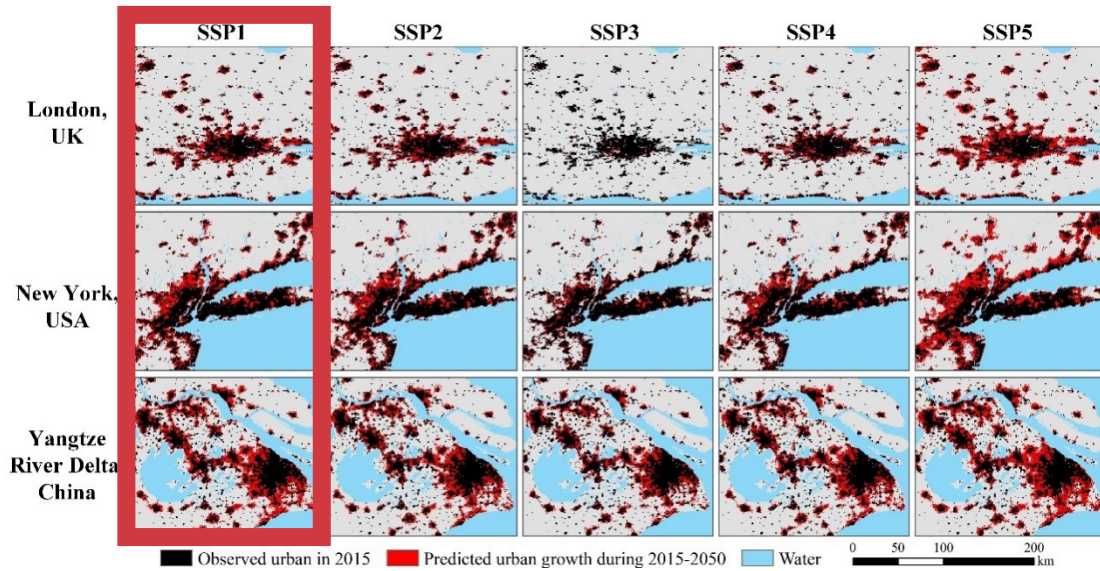 SSP1 SSP2 SSP3 SSP4 SSP5
London,
UK
New York,
USA
Yangtze
River Delta
China
Observed urban in 2015 Predicted urban growth during 2015-2050 Water
0 50 100 200
km